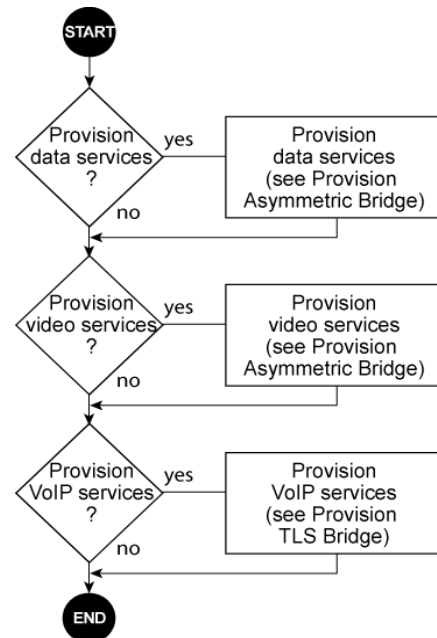 START
Provision
data services
?
yes
Provision
data services
(see Provision
Asymmetric Bridge)
no
Provision
video services
?
yes
Provision
video services
(see Provision
Asymmetric Bridge)
no
Provision
VoIP services
?
yes
Provision
VoIP services
(see Provision
TLS Bridge)
no
END